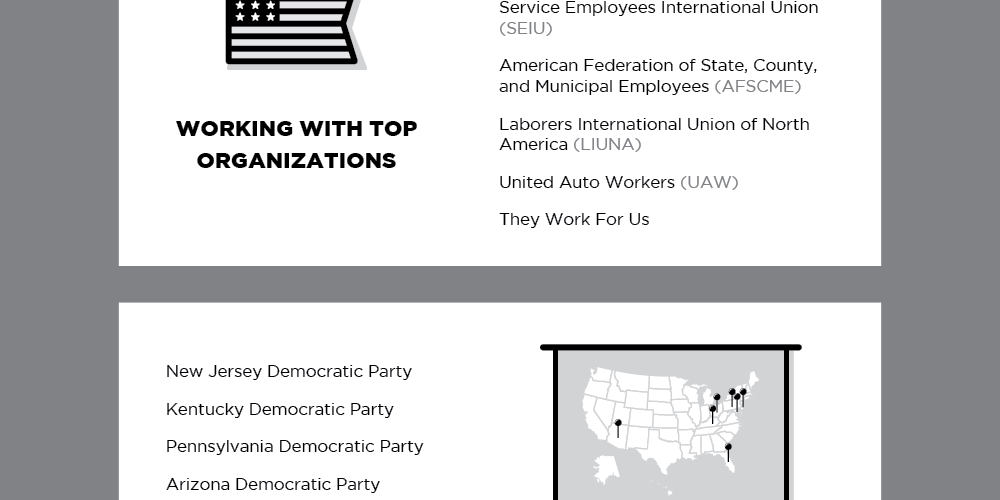 Service Employees International Union
(SEIU)
American Federation of State, County,
and Municipal Employees (AFSCME)
WORKING WITH TOP
ORGANIZATIONS
Laborers International Union of North
America (LIUNA)
United Auto Workers (UAW)
They Work For Us
New Jersey Democratic Party
Kentucky Democratic Party
Pennsylvania Democratic Party
Arizona Democratic Party